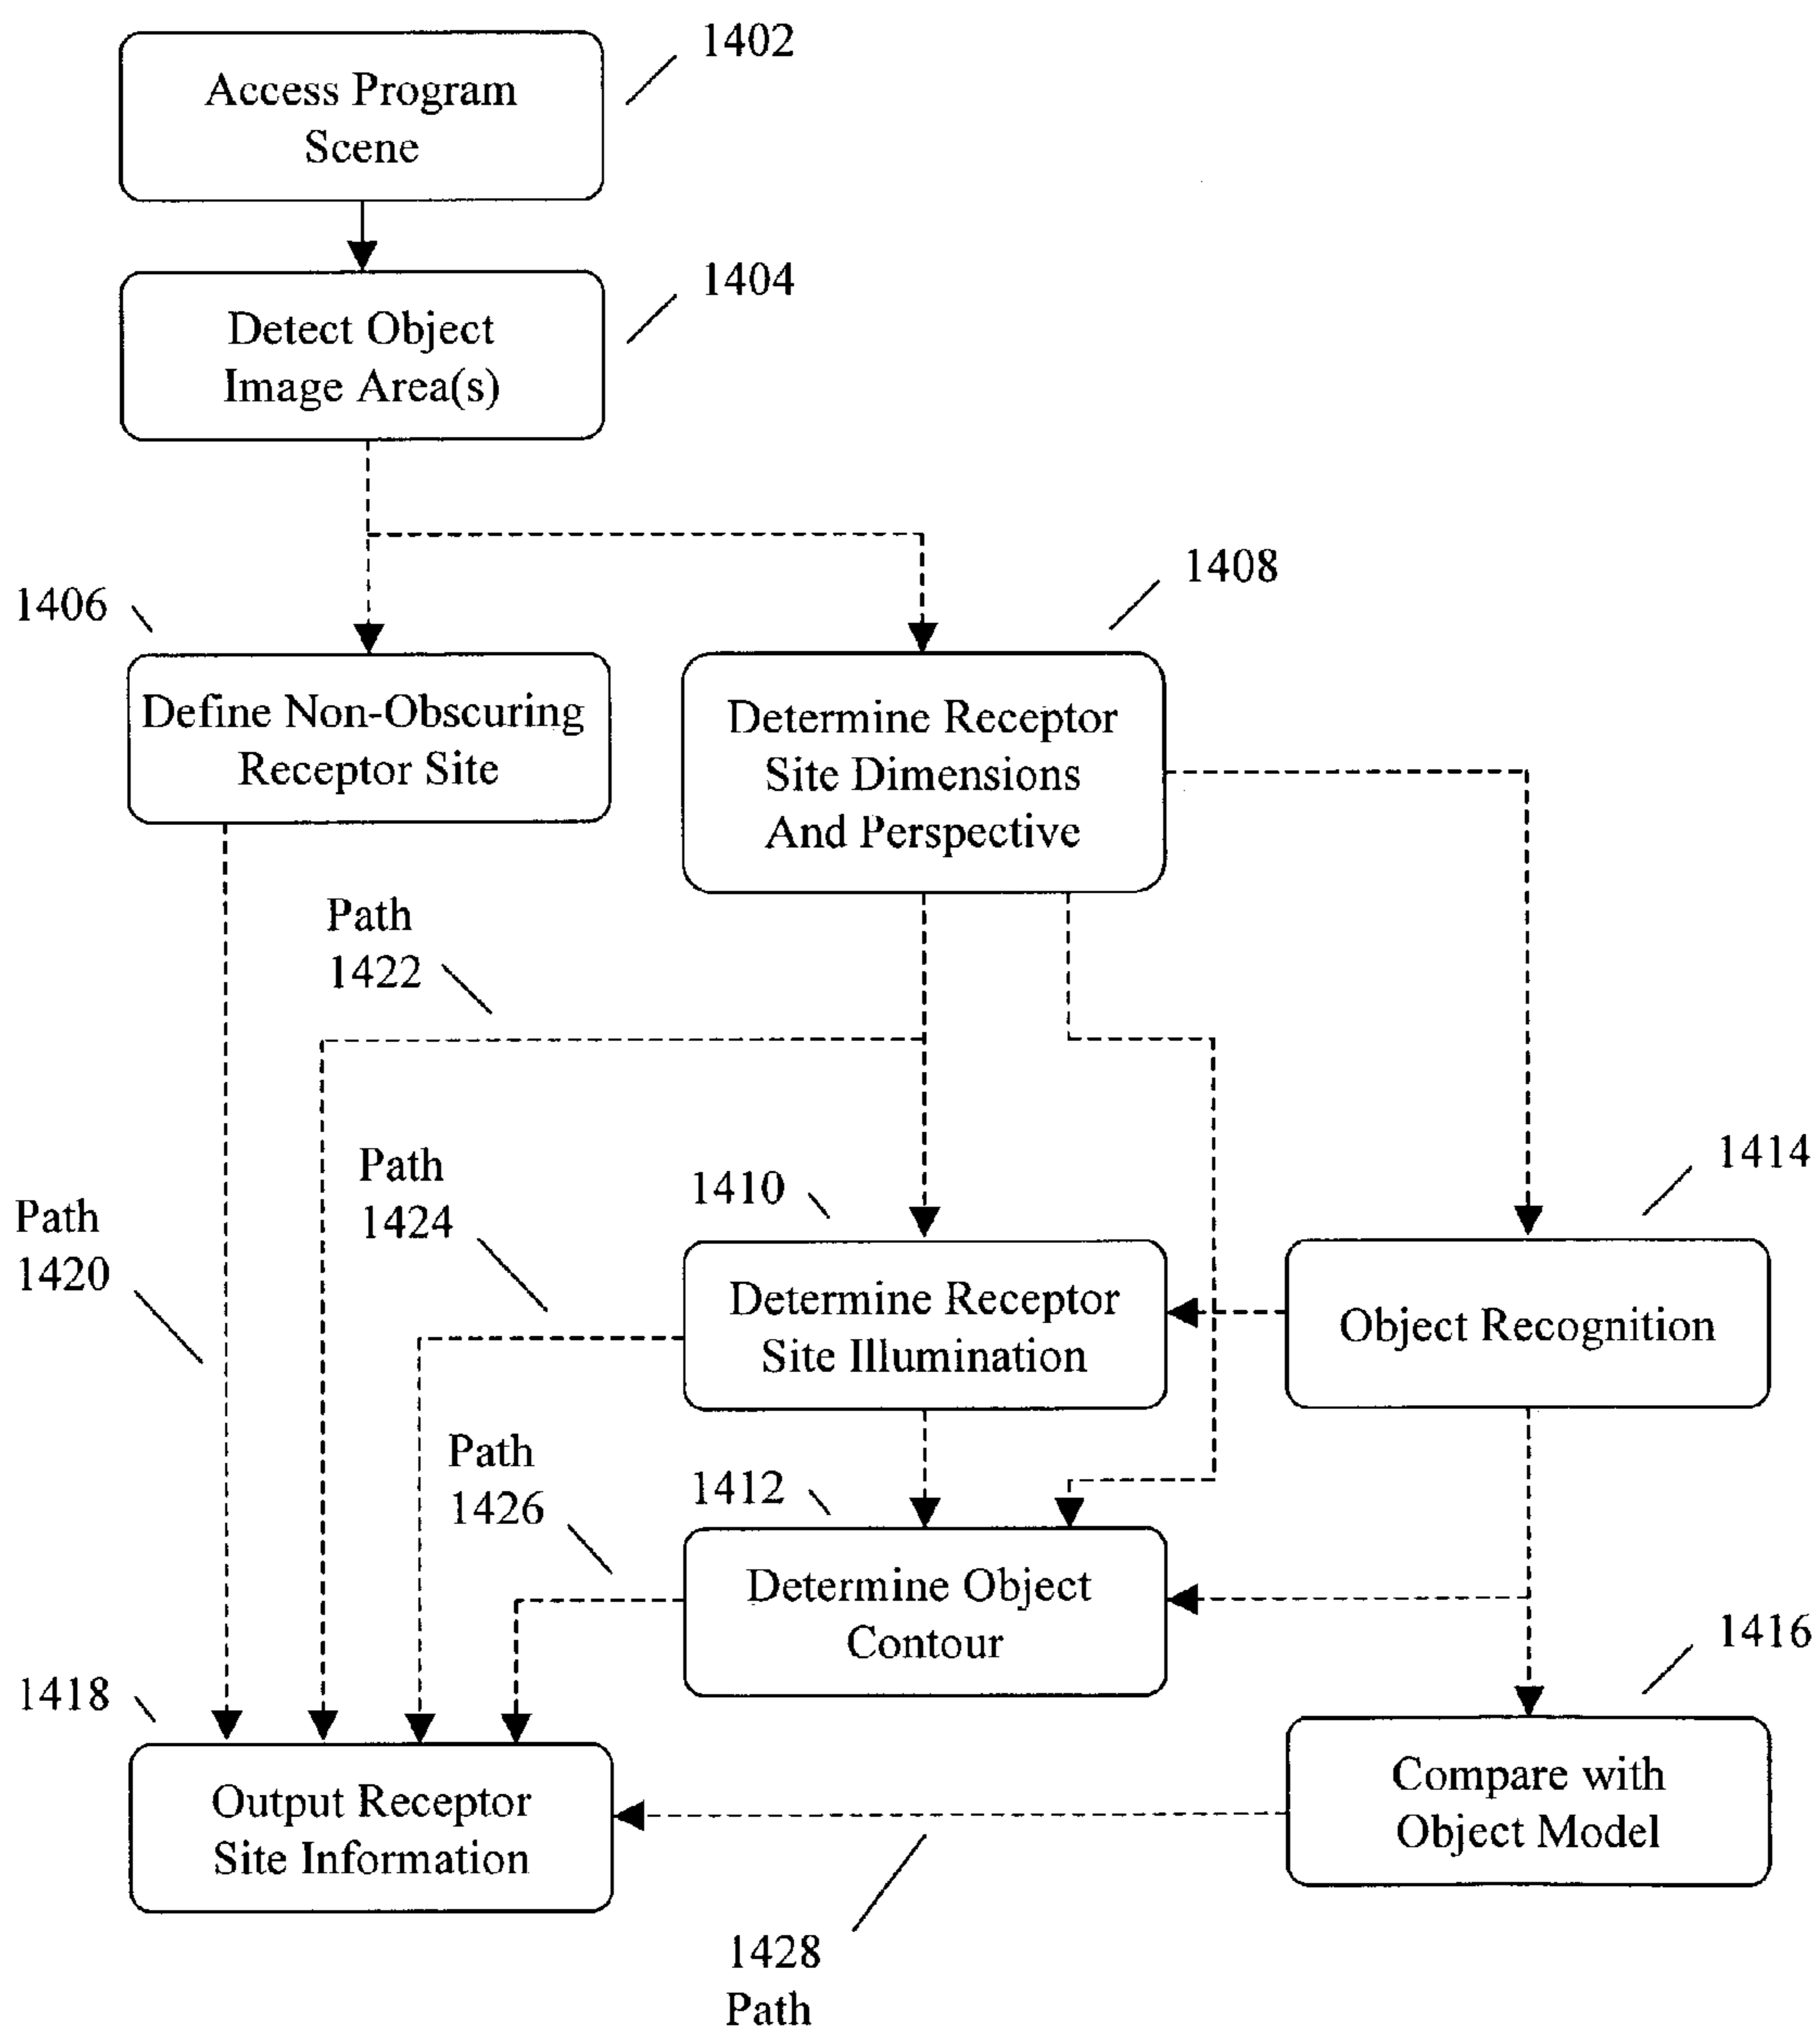 1402
Access Program
Scene
1404
Detect Object
Image Area(s)
1406
1408
Define Non-Obscuring
Receptor Site
Determine Receptor
Site Dimensions
And Perspective
Path
1422
Path
1424
1410
1414
Path
1420
Determine Receptor
Site Illumination
Object Recognition
Path
1426
1412
Determine Object
Contour
1416
1418
Output Receptor
Site Information
Compare with
Object Model
1428
Path